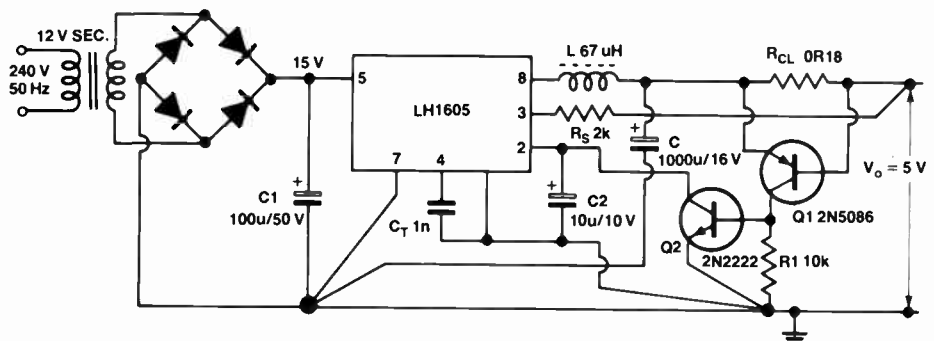 12 V SEC.
240 V
50 Hz
15 V
5
LH1605
8
3
2
7
4
L 67 uH
R_CL 0R18
R_S 2k
C
1000u/16 V
C1
100u/50 V
C_T 1n
C2
10u/10 V
Q2
2N2222
Q1 2N5086
R1 10k
V_o = 5 V
+
+
+